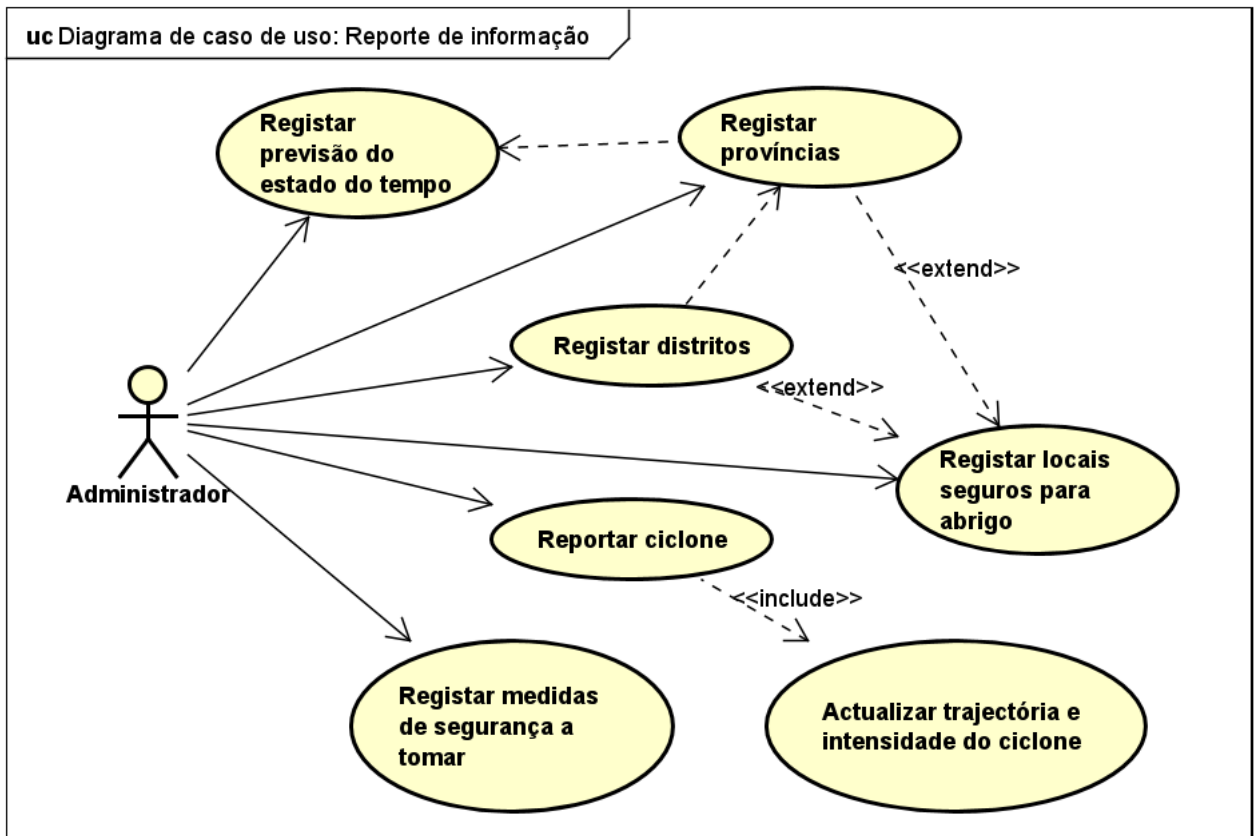 uc Diagrama de caso de uso: Reporte de informação
Registar
previsão do
estado do tempo
Registar
províncias
<<extend>>
Registar distritos
<<extend>>
Administrador
Registar locais
seguros para
abrigo
Reportar ciclone
<<include>>
Registar medidas
de segurança a
tomar
Actualizar trajectória e
intensidade do ciclone